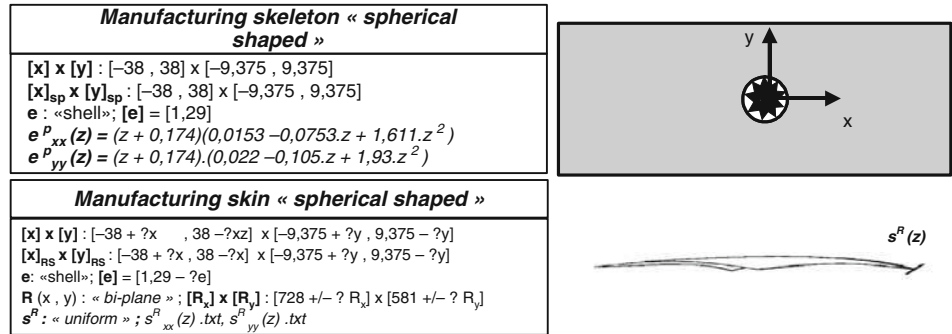 Manufacturing skeleton « spherical
shaped »
[x] x [y] : [–38 , 38] x [–9,375 , 9,375]
[x]sp x [y]sp : [–38 , 38] x [–9,375 , 9,375]
e : «shell»; [e] = [1,29]
e p xx (z) = (z + 0,174)(0,0153 –0,0753.z + 1,611.z 2 )
e p yy (z) = (z + 0,174).(0,022 –0,105.z + 1,93.z 2 )
y
x
Manufacturing skin « spherical shaped »
[x] x [y] : [–38 + ?x , 38 –?xz] x [–9,375 + ?y , 9,375 – ?y]
[x]RS x [y]RS : [–38 + ?x , 38 –?x] x [–9,375 + ?y , 9,375 – ?y]
e: «shell»; [e] = [1,29 – ?e]
R (x , y) : « bi-plane » ; [Rx] x [Ry] : [728 +/– ? Rx] x [581 +/– ? Ry]
sR : « uniform » ; sR xx (z) .txt, sR yy (z) .txt
sR (z)